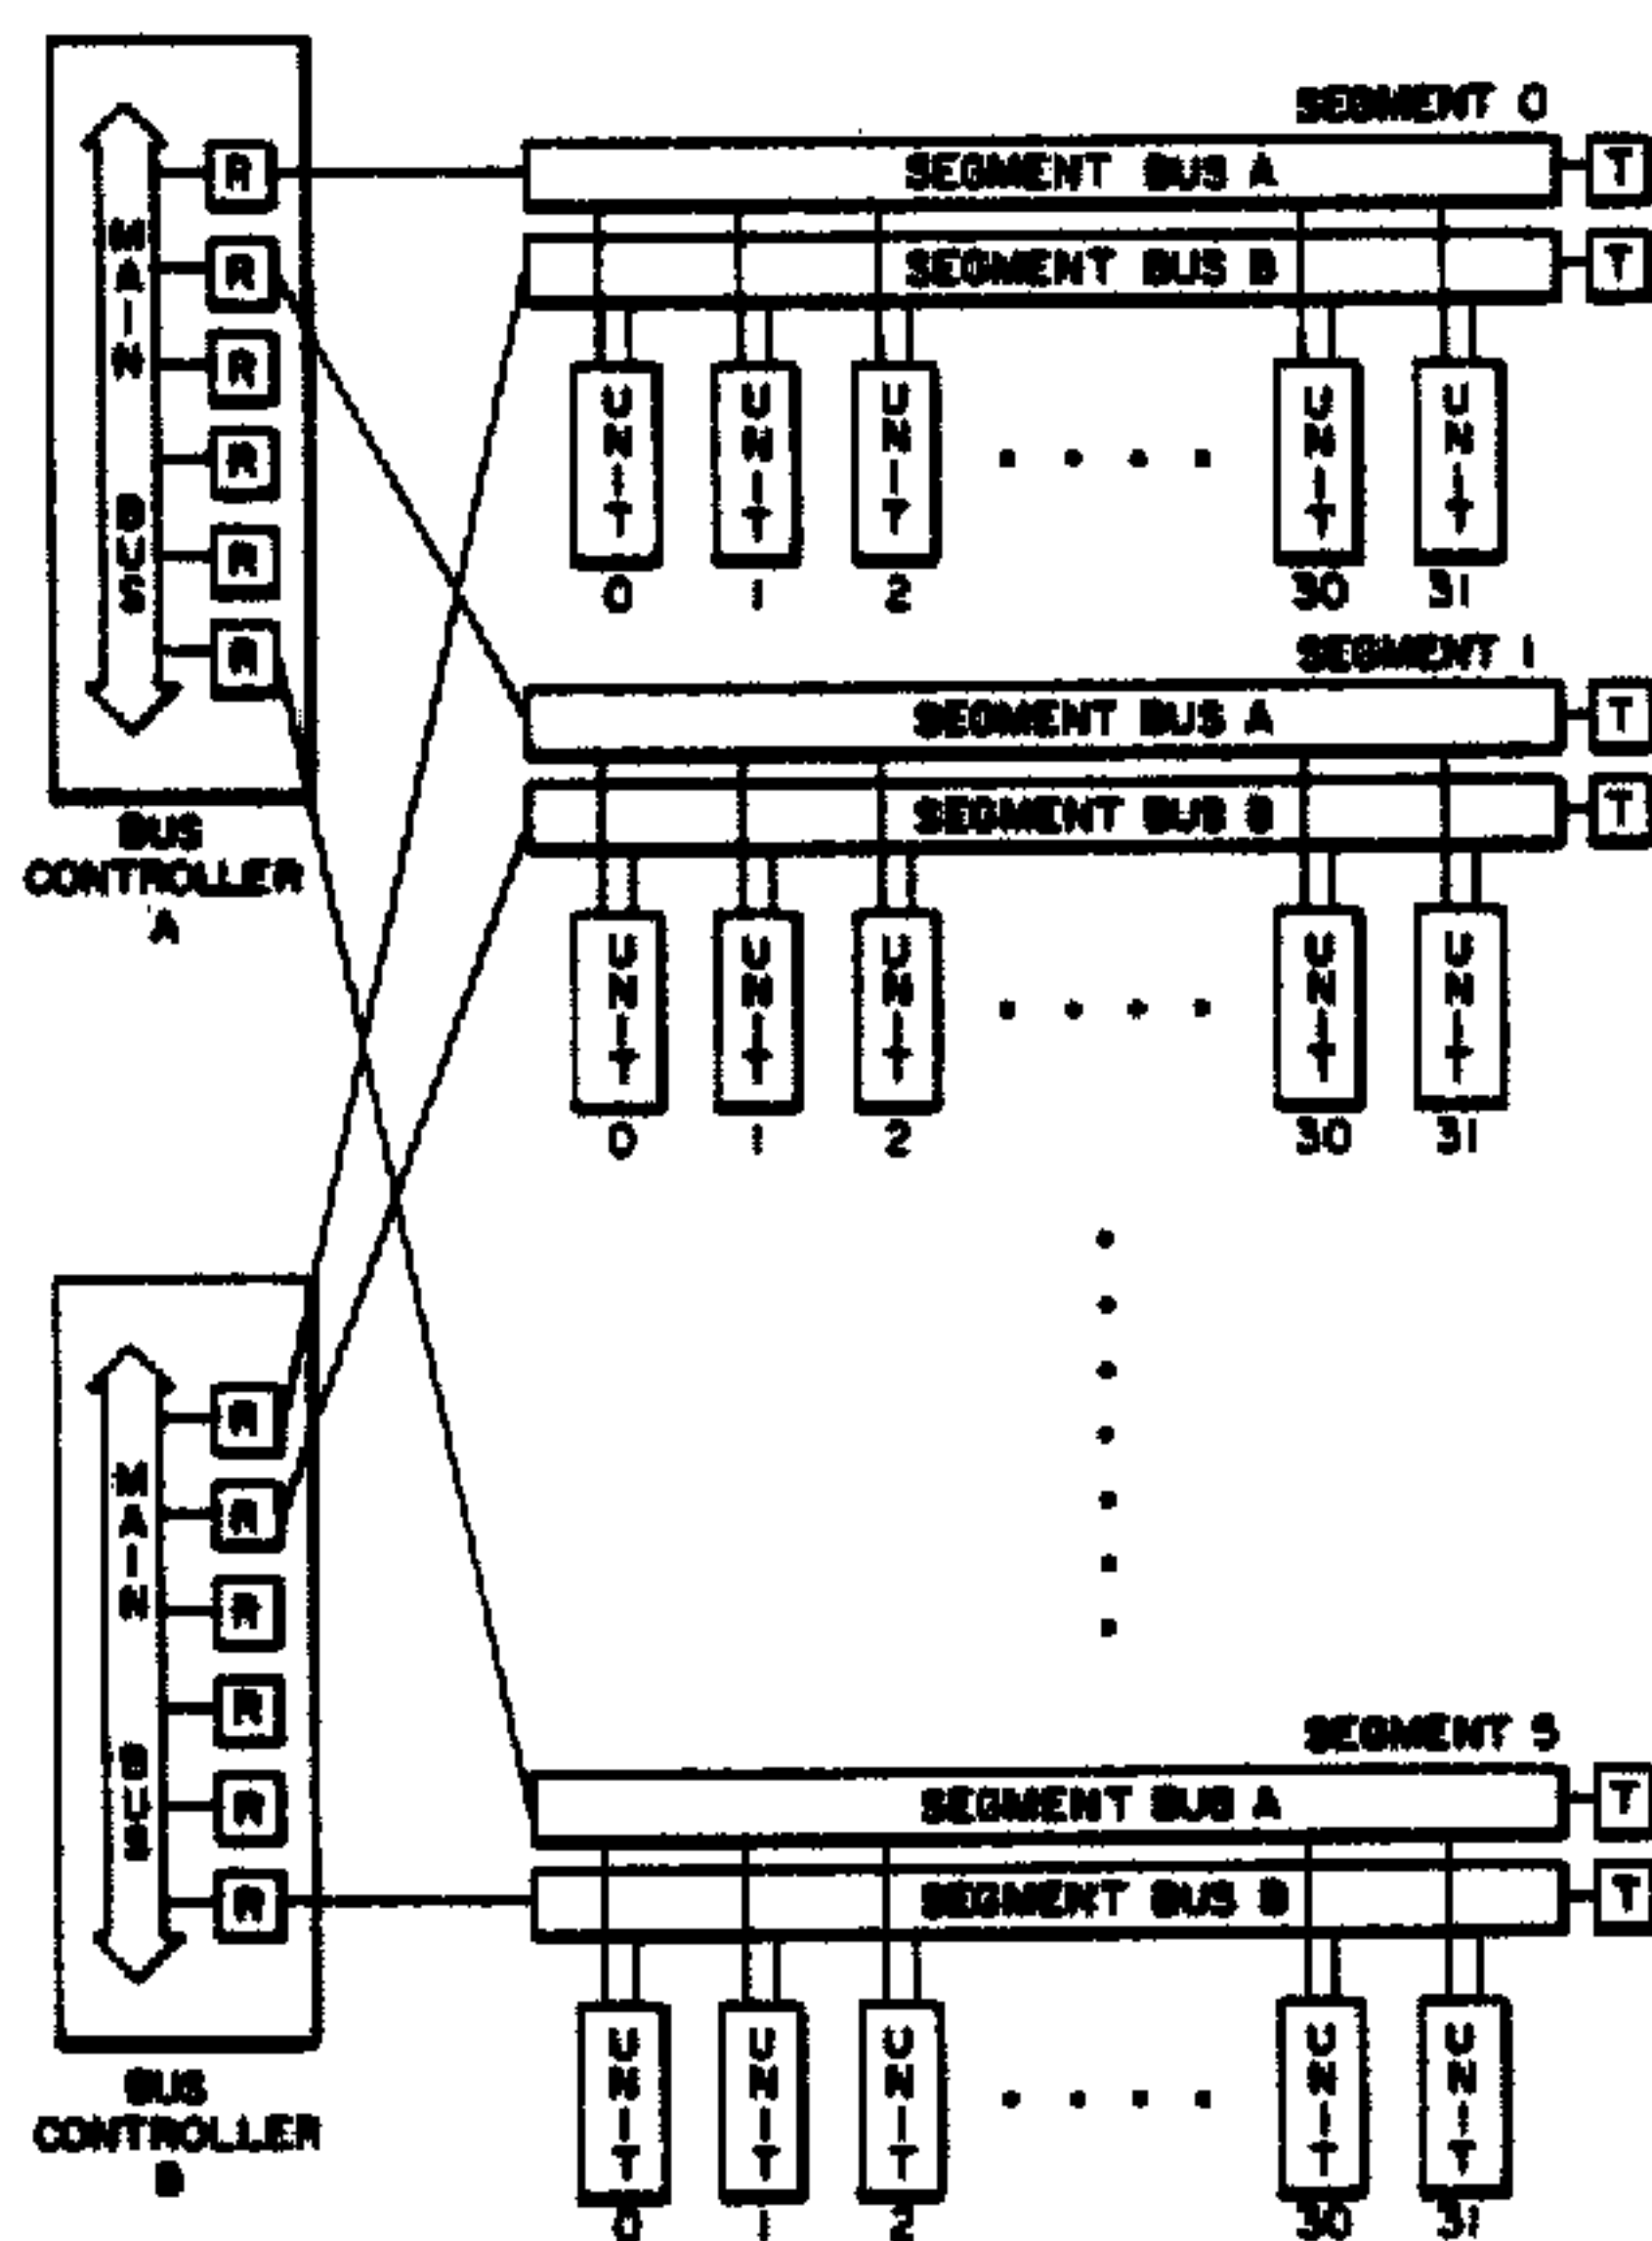 SEGMENT 0
MAIN BUS
R
R
R
R
R
R
SEGMENT BUS A
T
SEGMENT BUS B
T
UNIT
UNIT
UNIT
UNIT
UNIT
0
1
2
30
31
BUS
CONTROLLER
A
SEGMENT 1
SEGMENT BUS A
T
SEGMENT BUS B
T
UNIT
UNIT
UNIT
UNIT
UNIT
0
1
2
30
31
MAIN BUS
R
R
R
R
R
R
BUS
CONTROLLER
B
SEGMENT 5
SEGMENT BUS A
T
SEGMENT BUS B
T
UNIT
UNIT
UNIT
UNIT
UNIT
0
1
2
30
31